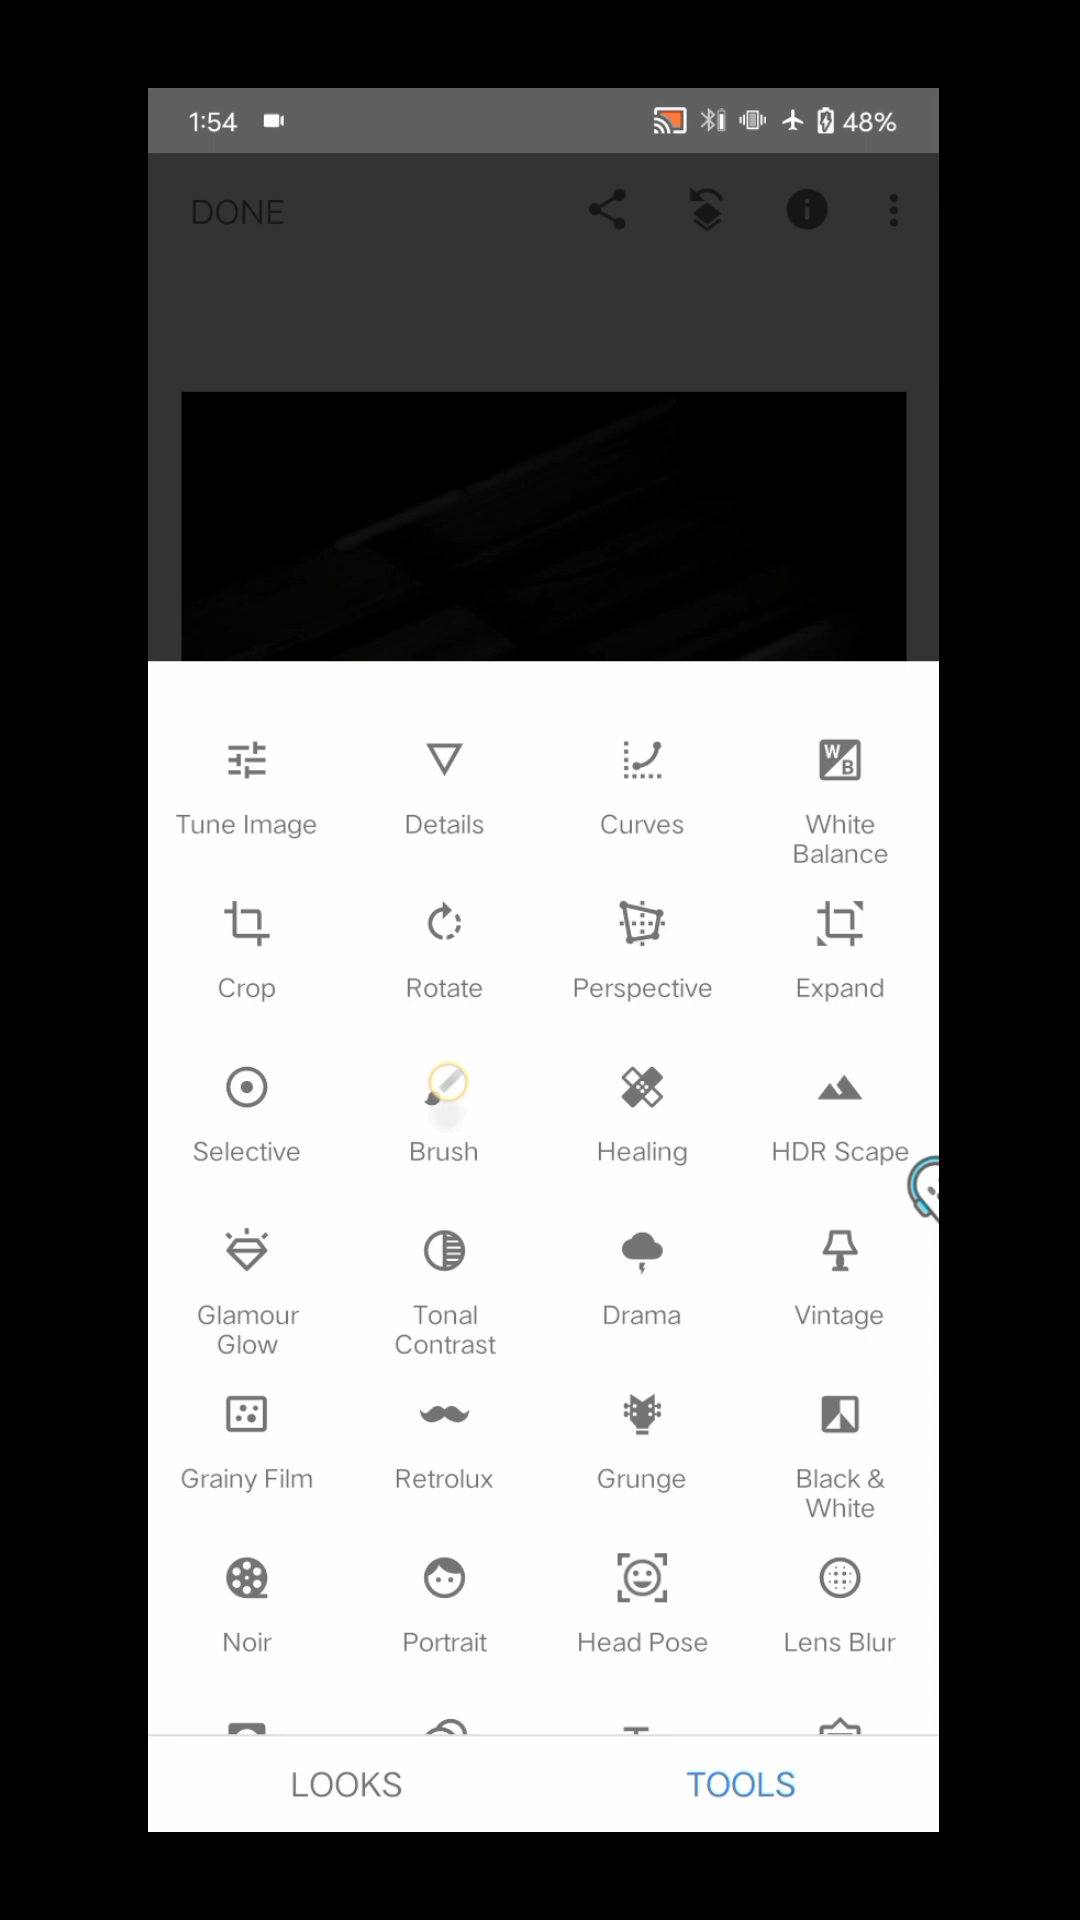 1:54
48%
DONE
Tune Image
Details
Curves
White
Balance
Crop
Rotate
Perspective
Expand
Selective
Brush
Healing
HDR Scape
Glamour
Glow
Tonal
Contrast
Drama
Vintage
Grainy Film
Retrolux
Grunge
Black &
White
Noir
Portrait
Head Pose
Lens Blur
LOOKS
TOOLS